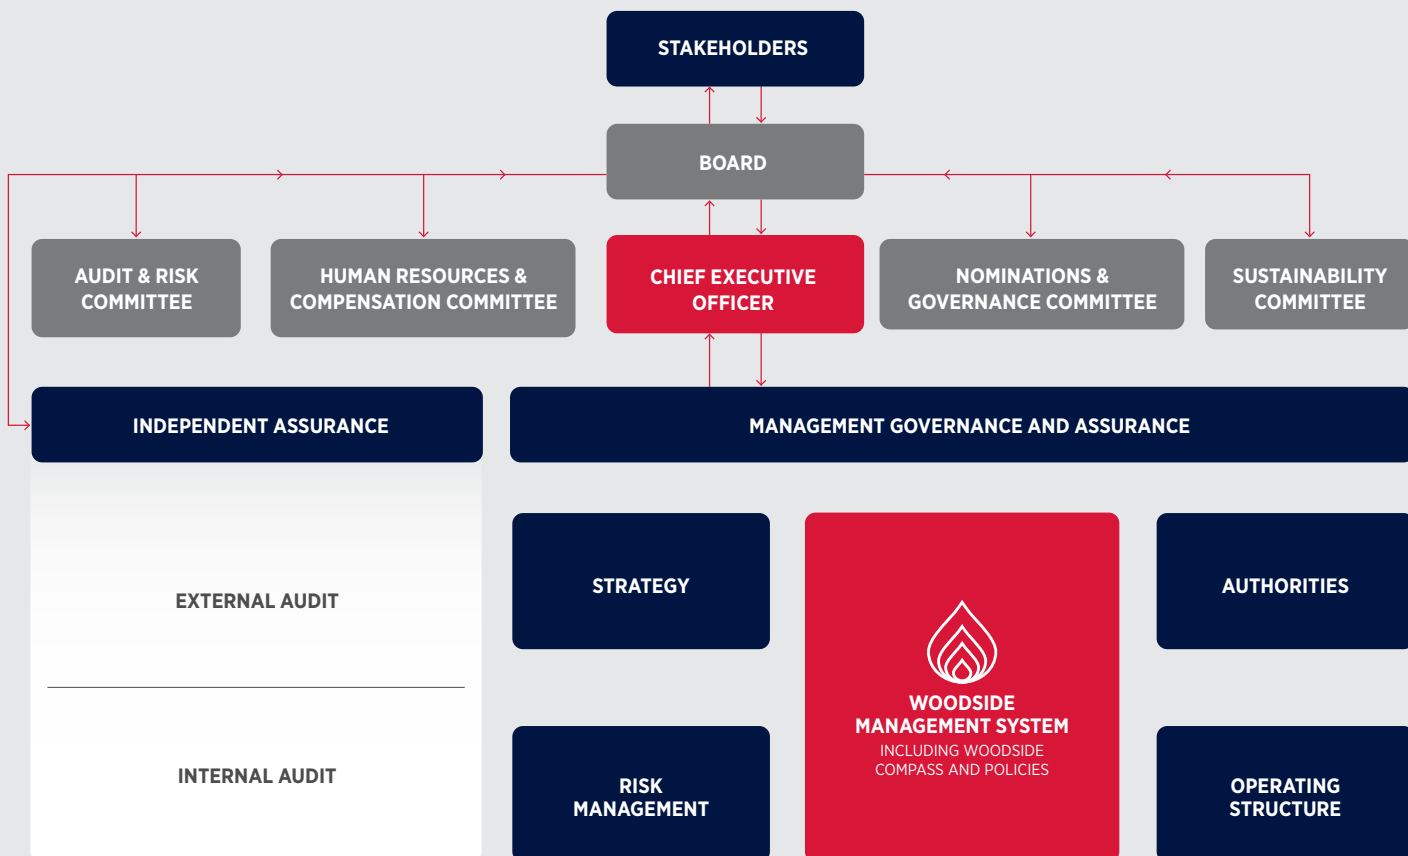 STAKEHOLDERS
BOARD
AUDIT & RISK
COMMITTEE
HUMAN RESOURCES &
COMPENSATION COMMITTEE
CHIEF EXECUTIVE
OFFICER
NOMINATIONS &
GOVERNANCE COMMITTEE
SUSTAINABILITY
COMMITTEE
INDEPENDENT ASSURANCE
MANAGEMENT GOVERNANCE AND ASSURANCE
EXTERNAL AUDIT
INTERNAL AUDIT
STRATEGY
RISK
MANAGEMENT
WOODSIDE
MANAGEMENT SYSTEM
INCLUDING WOODSIDE
COMPASS AND POLICIES
AUTHORITIES
OPERATING
STRUCTURE